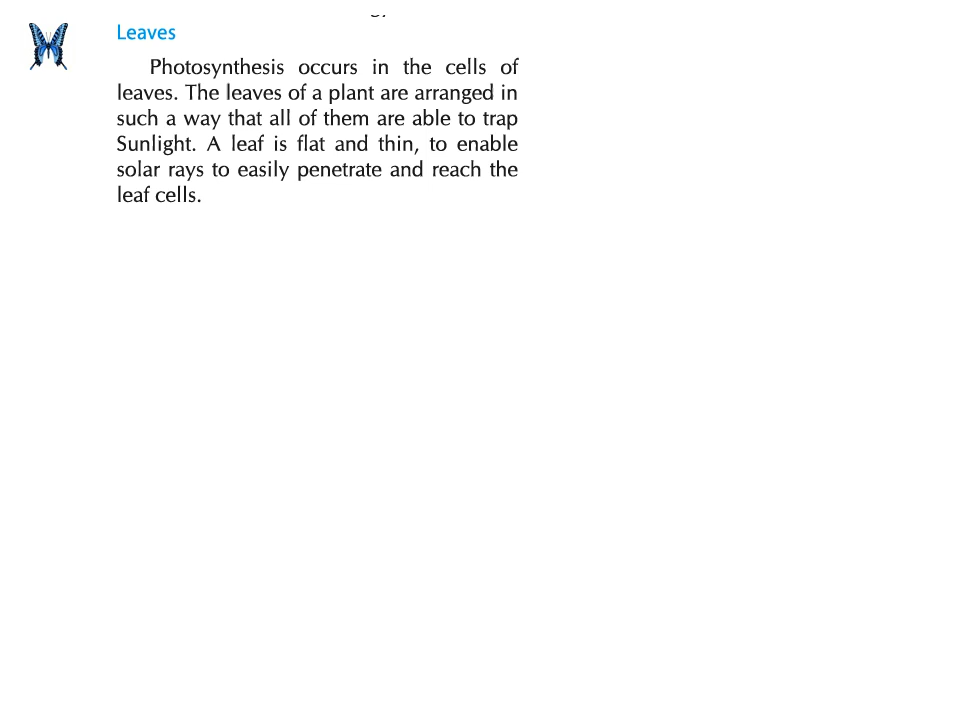 Leaves
Photosynthesis occurs in the cells of
leaves. The leaves of a plant are arranged in
such a way that all of them are able to trap
Sunlight. A leaf is flat and thin, to enable
solar rays to easily penetrate and reach the
leaf cells.